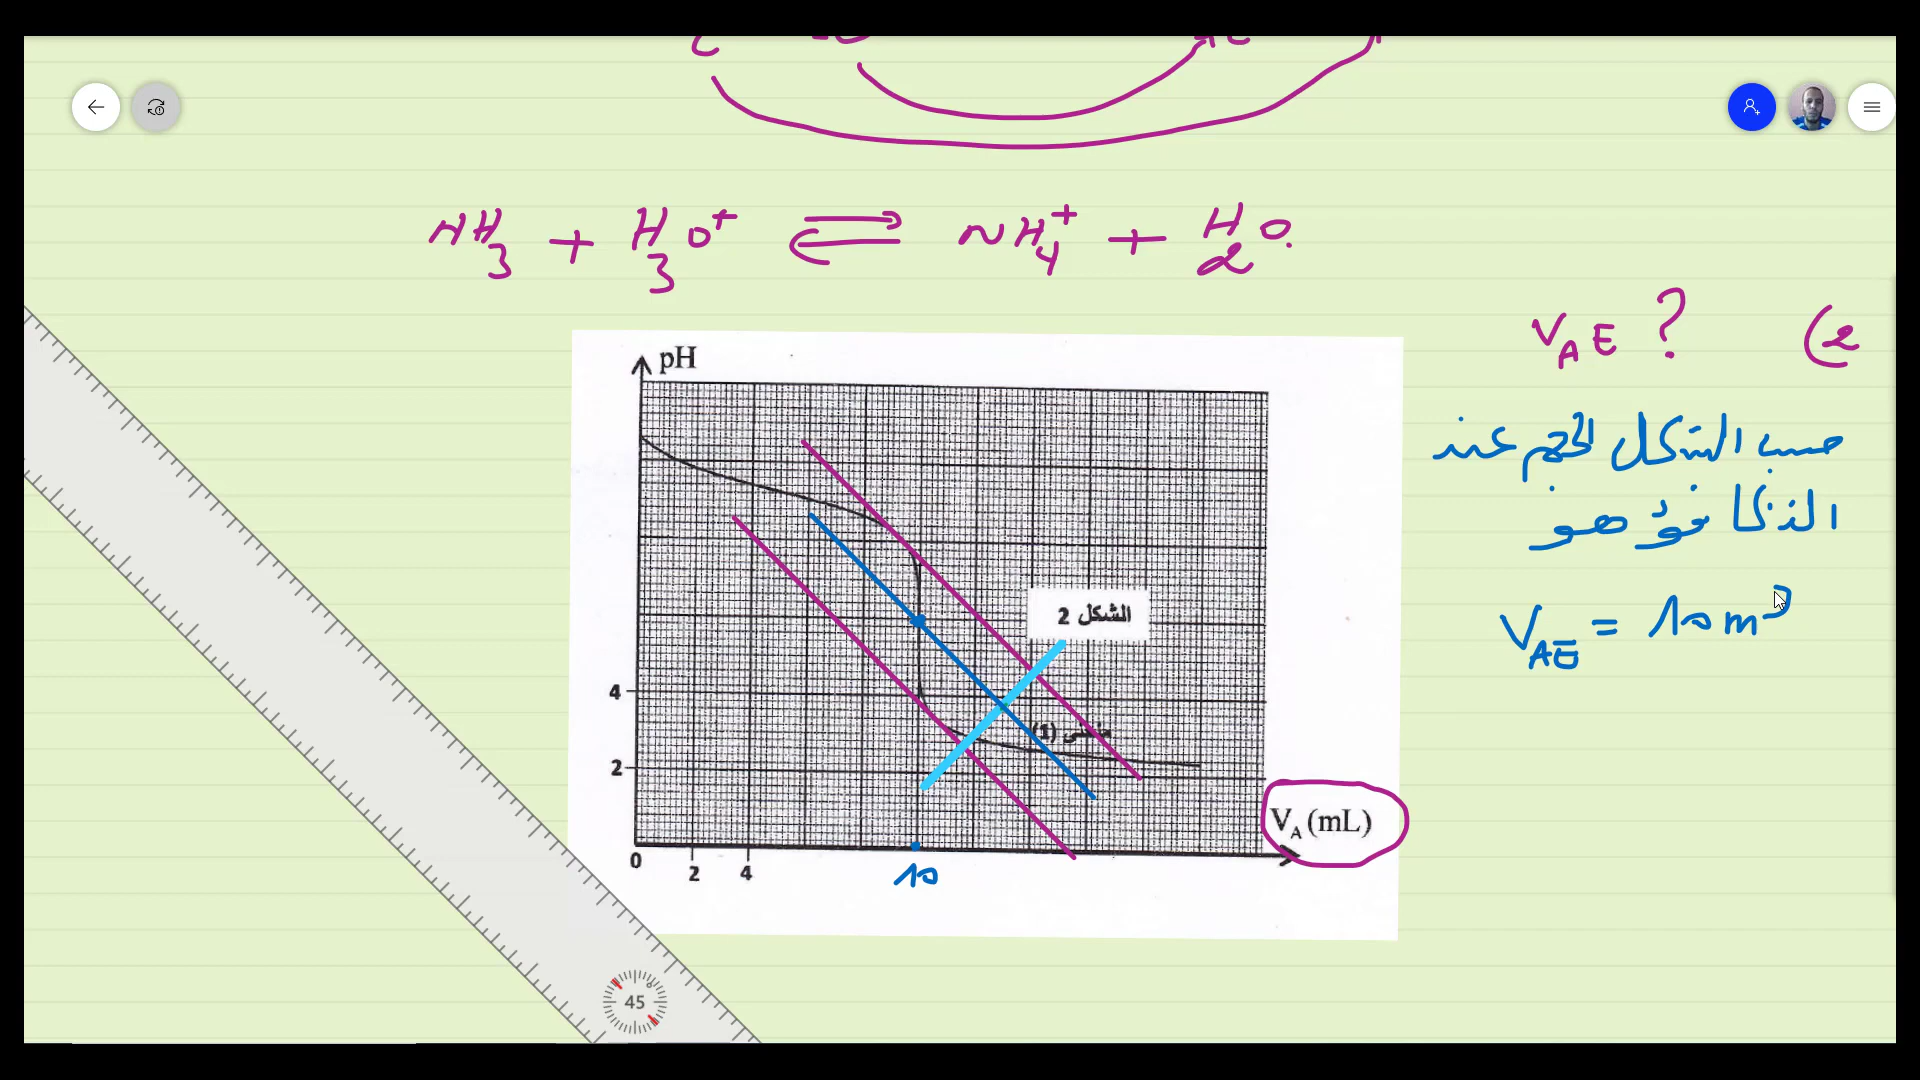 NH3 + H3O+ ⇌ NH4+ + H2O.
2) VAE ?
حسب الشكل الحجم عند
التكافؤ هو
VAE = 10 m
pH
الشكل 2
4
منحنى (1)
2
VA (mL)
0 2 4 10
45